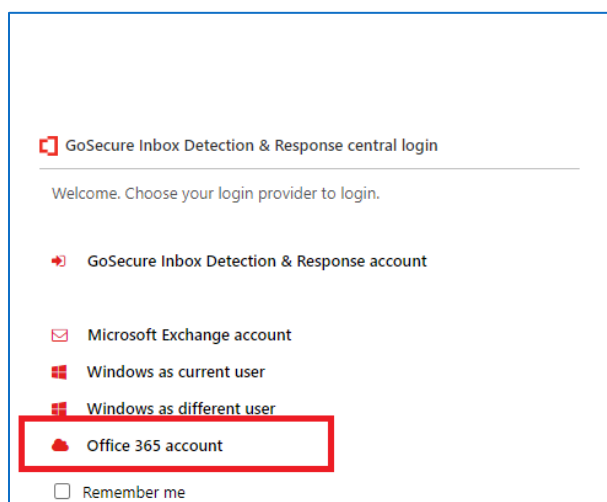 GoSecure Inbox Detection & Response central login
Welcome. Choose your login provider to login.
GoSecure Inbox Detection & Response account
Microsoft Exchange account
Windows as current user
Windows as different user
Office 365 account
Remember me